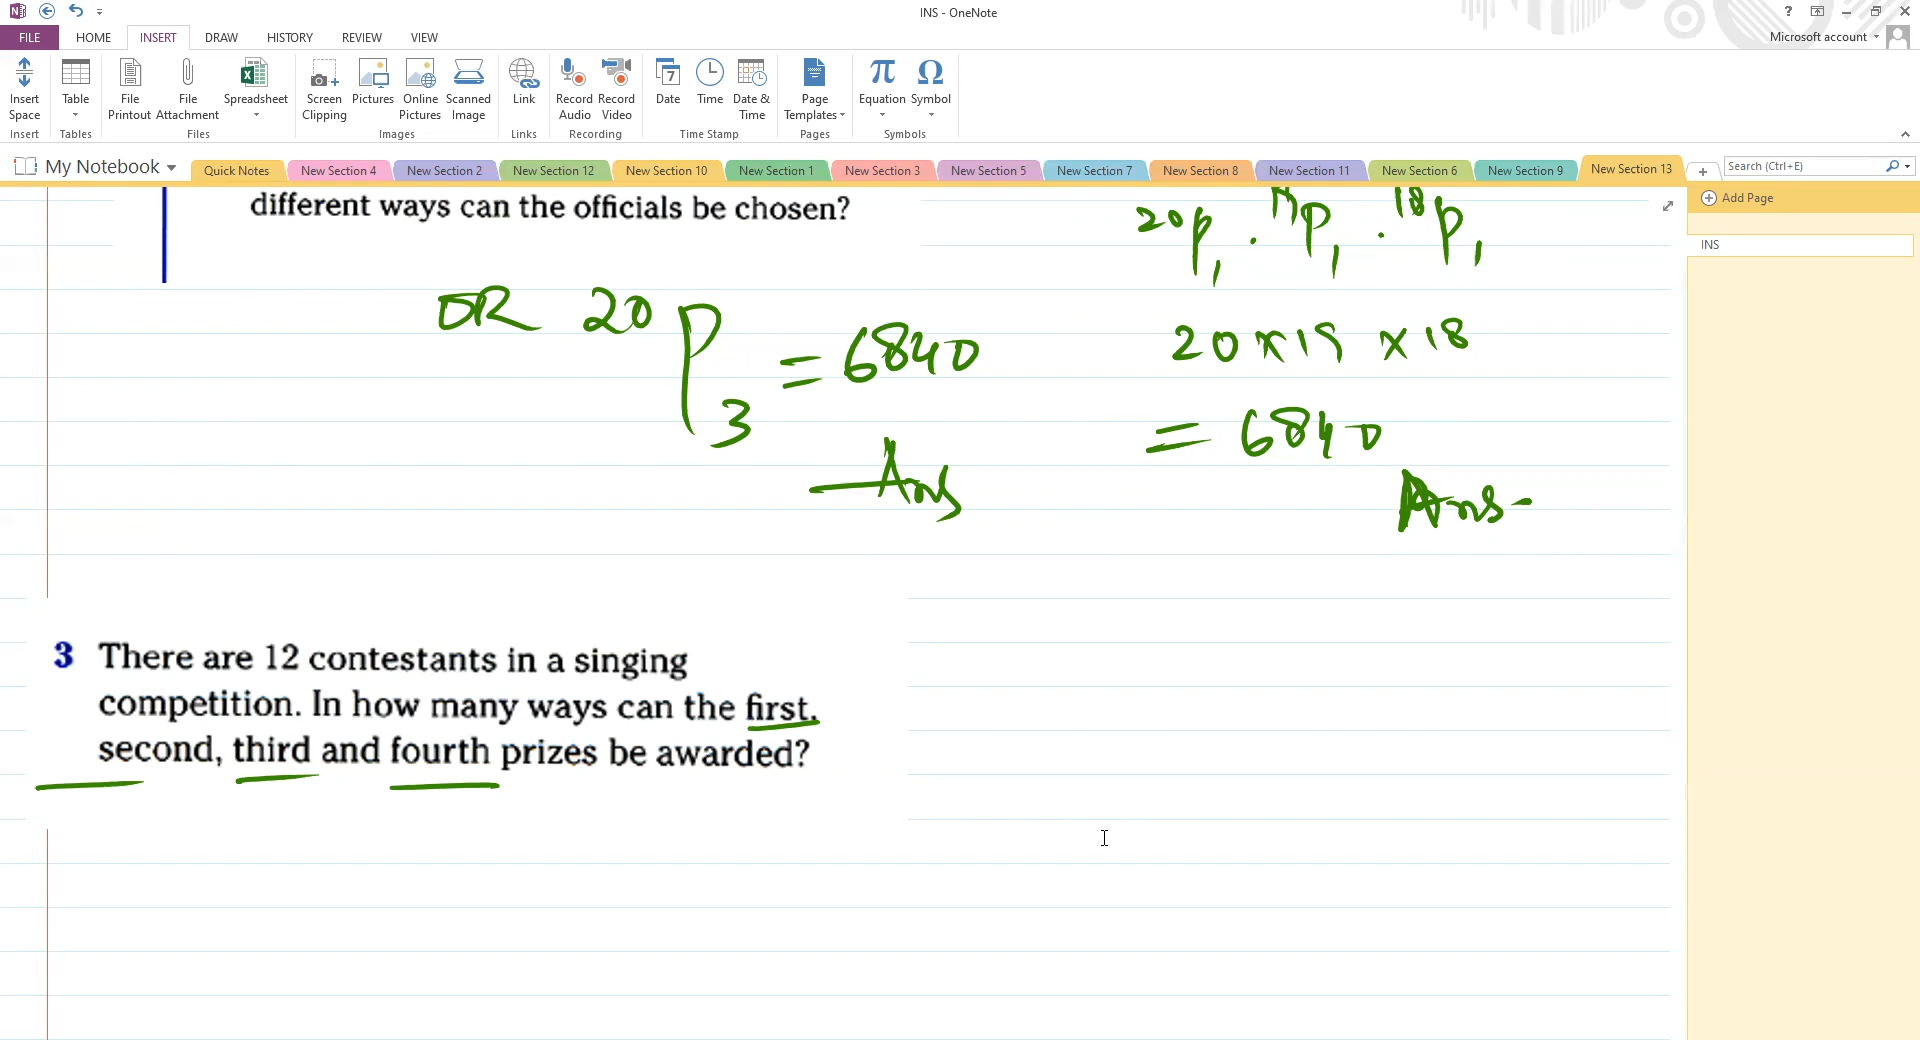 INS - OneNote
?
FILE HOME INSERT DRAW HISTORY REVIEW VIEW
Microsoft account
Insert Space
Table
File Printout
File Attachment
Spreadsheet
Screen Clipping
Pictures
Online Pictures
Scanned Image
Link
Record Audio
Record Video
7
Date
Time
Date & Time
Page Templates
π
Equation
Ω
Symbol
Insert Tables Files Images Links Recording Time Stamp Pages Symbols
My Notebook Quick Notes New Section 4 New Section 2 New Section 12 New Section 10 New Section 1 New Section 3 New Section 5 New Section 7 New Section 8 New Section 11 New Section 6 New Section 9 New Section 13 +
Search (Ctrl+E)
Add Page
INS
different ways can the officials be chosen?
20P1 . 19P1 . 18P1
OR 20P3 = 6840
Ans
20 x 19 x 18
= 6840
Ans-
3 There are 12 contestants in a singing
competition. In how many ways can the first,
second, third and fourth prizes be awarded?